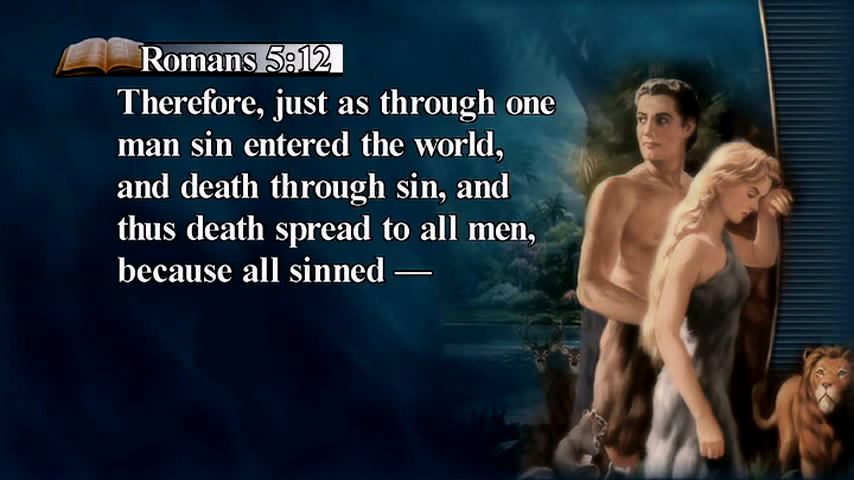 Romans 5:12
Therefore, just as through one
man sin entered the world,
and death through sin, and
thus death spread to all men,
because all sinned —